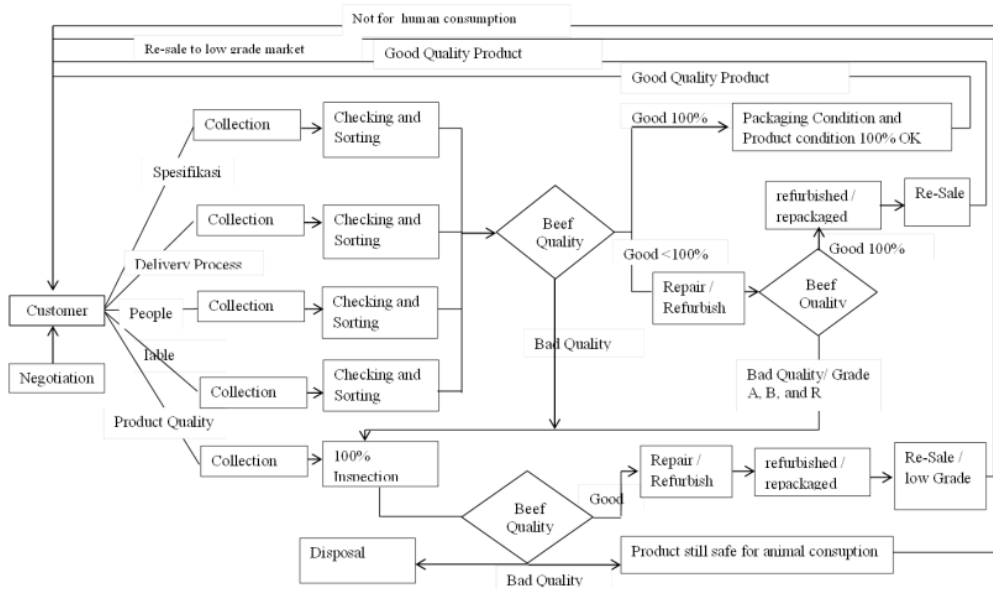 Not for human consumption
Re-sale to low grade market
Good Quality Product
Good Quality Product
Collection
Checking and
Sorting
Good 100%
Packaging Condition and
Product condition 100% OK
Spesifikasi
refurbished /
repackaged
Re-Sale
Collection
Checking and
Sorting
Beef
Quality
Good <100%
Good 100%
Delivery Process
Repair /
Refurbish
Beef
Quality
Customer
People
Collection
Checking and
Sorting
Bad Quality
Negotiation
Table
Collection
Checking and
Sorting
Bad Quality/ Grade
A, B, and R
Product Quality
Collection
100%
Inspection
Repair /
Refurbish
refurbished /
repackaged
Re-Sale /
low Grade
Good
Beef
Quality
Disposal
Product still safe for animal consuption
Bad Quality